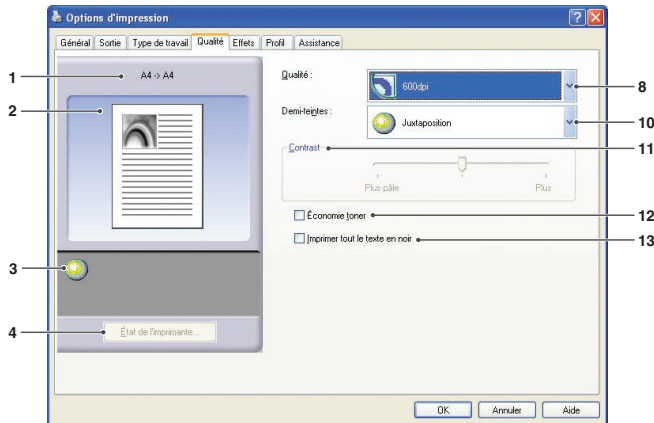 Options d'impression
Général Sortie Type de travail Qualité Effets Profil Assistance
1 A4 -> A4
2
3
4 État de l'imprimante...
Qualité : 600dpi 8
Demi-teintes : Juxtaposition 10
Contrast 11
Plus pâle Plus
Économie toner 12
Imprimer tout le texte en noir 13
OK Annuler Aide